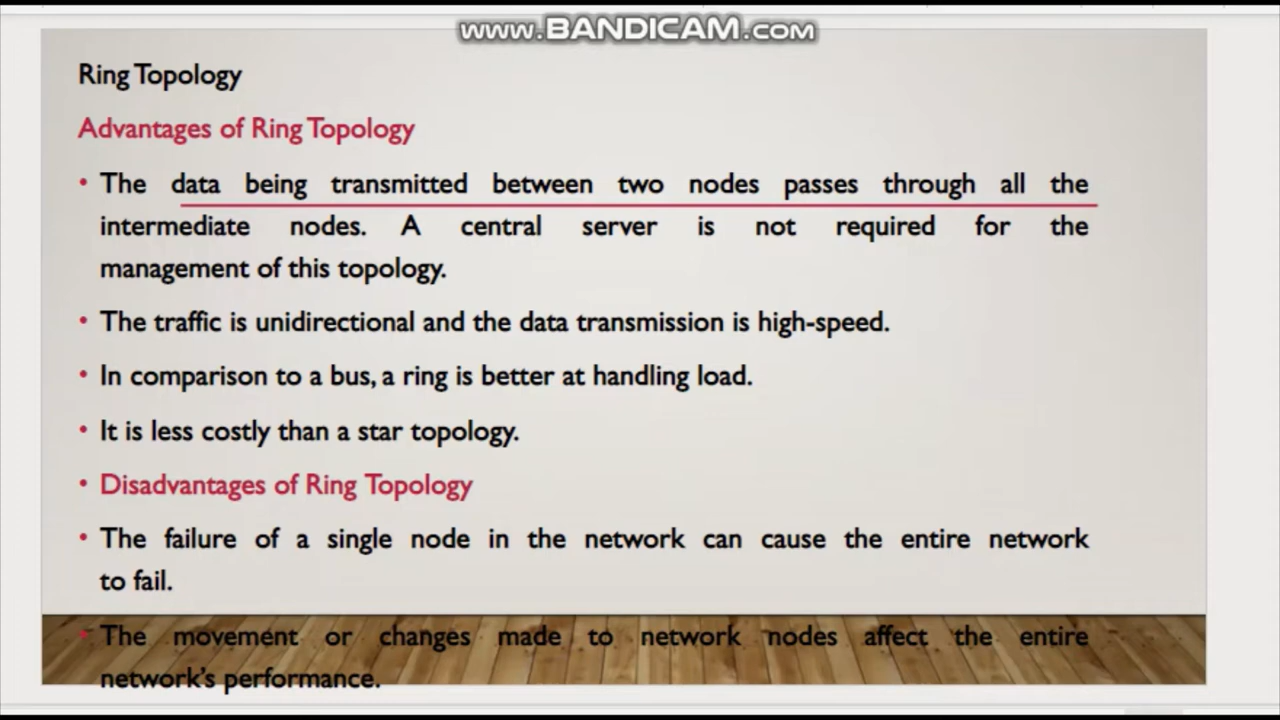 www.BANDICAM.com
Ring Topology
Advantages of Ring Topology
• The data being transmitted between two nodes passes through all the
intermediate nodes. A central server is not required for the
management of this topology.
• The traffic is unidirectional and the data transmission is high-speed.
• In comparison to a bus, a ring is better at handling load.
• It is less costly than a star topology.
• Disadvantages of Ring Topology
• The failure of a single node in the network can cause the entire network
to fail.
• The movement or changes made to network nodes affect the entire
network's performance.